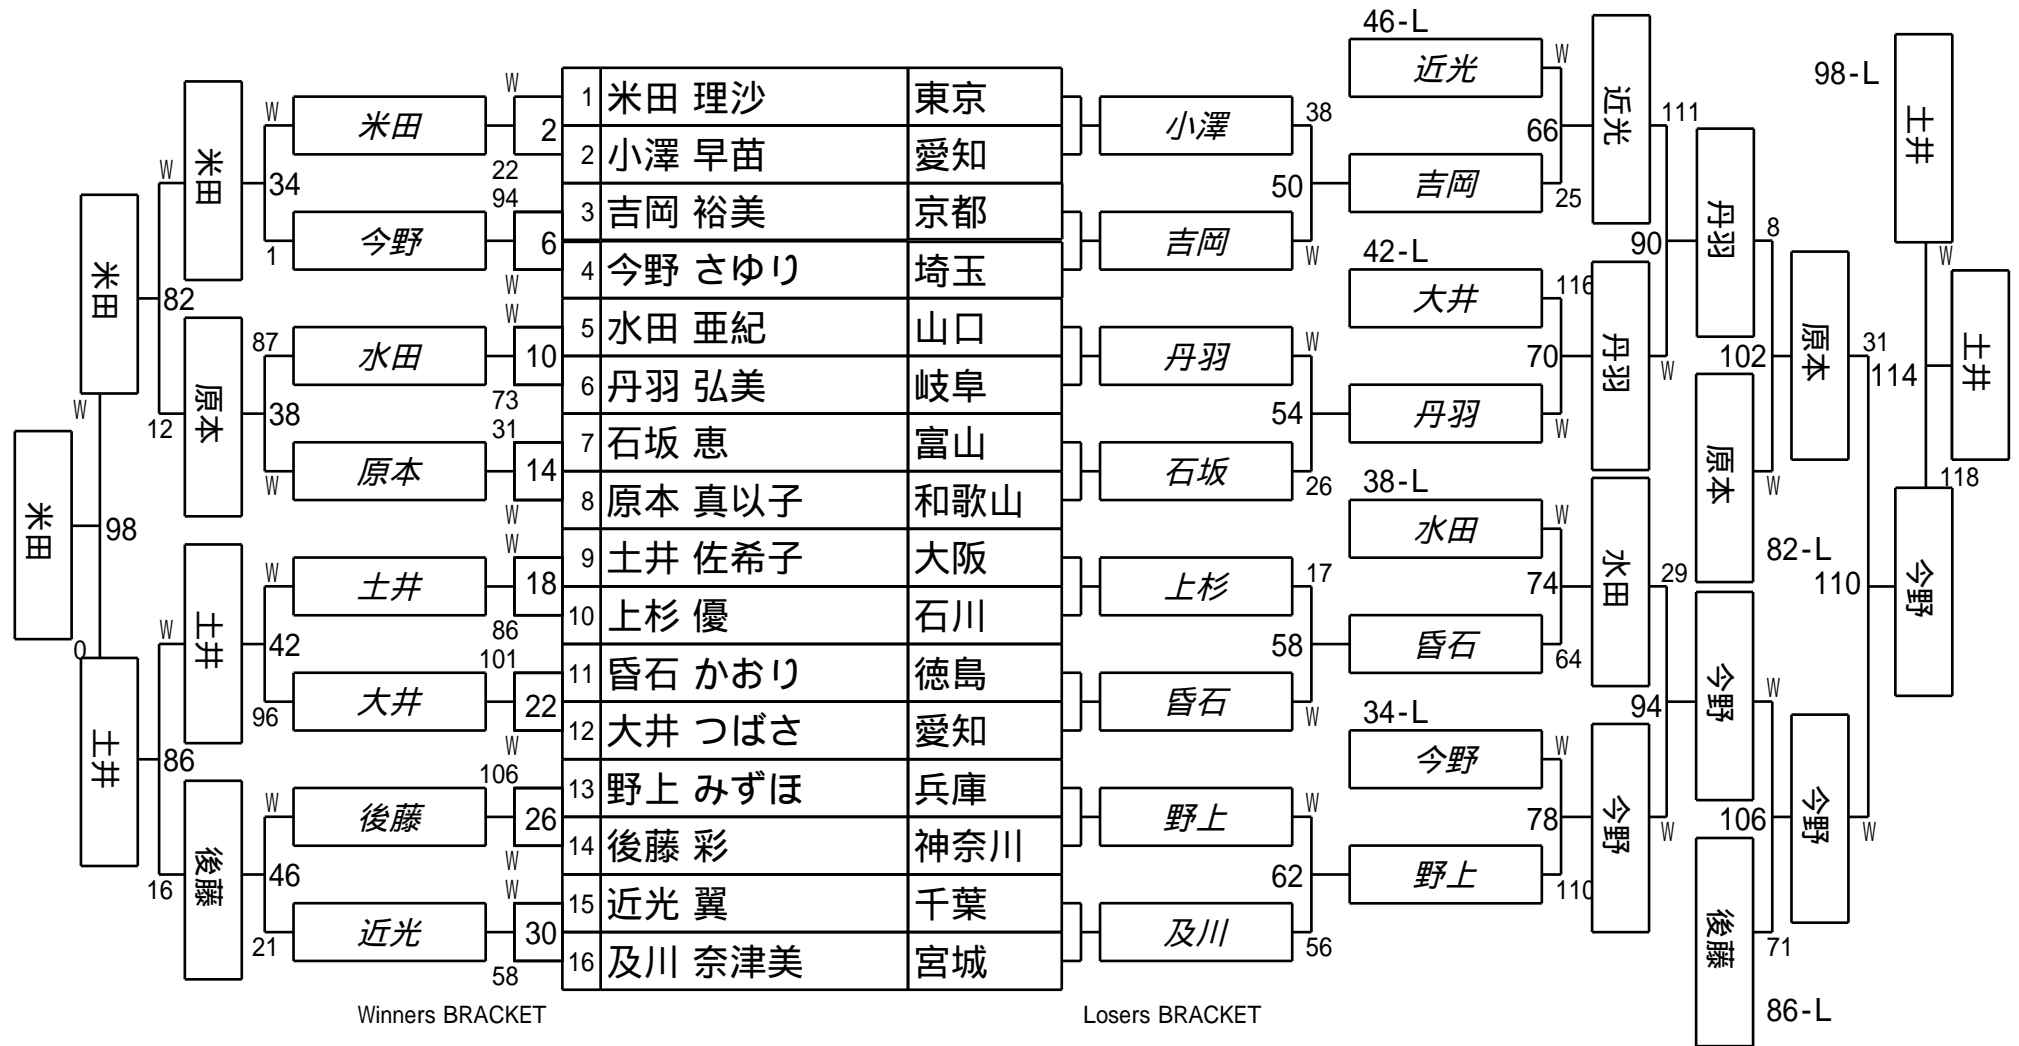 46-L
98-L
近光 W
W 1 米田 理沙 東京
W 米田 2 小澤 38
2 小澤 早苗 愛知 66 近光 111
W 米田 34 22 吉岡 25 土井
94 3 吉岡 裕美 京都 50
1 今野 6 吉岡 W 丹羽 8
W 4 今野 さゆり 埼玉 42-L 90 W
米田 82 大井 116
W 5 水田 亜紀 山口
87 水田 10 丹羽 W 原本 31
6 丹羽 弘美 岐阜 70 丹羽 W 102 114 土井
W 12 原本 38 73 54 丹羽 W
31 7 石坂 恵 富山
W 原本 14 石坂 26 38-L 原本 W 118
8 原本 真以子 和歌山
W 水田 W
米田 98 W 9 土井 佐希子 大阪 82-L
W 土井 18 上杉 17 74 水田 29 110 今野
10 上杉 優 石川
W 土井 42 86 58 昏石 64
0 101 11 昏石 かおり 徳島
96 大井 22 昏石 W 34-L 今野 W
12 大井 つばさ 愛知 94
土井 86 W 今野 W
106 13 野上 みずほ 兵庫
W 後藤 26 野上 W 78 今野 W 106 今野 W
14 後藤 彩 神奈川
16 後藤 46 W 62 野上 110
W 15 近光 翼 千葉
21 近光 30 及川 56 後藤 71
58 16 及川 奈津美 宮城
Winners BRACKET Losers BRACKET 86-L